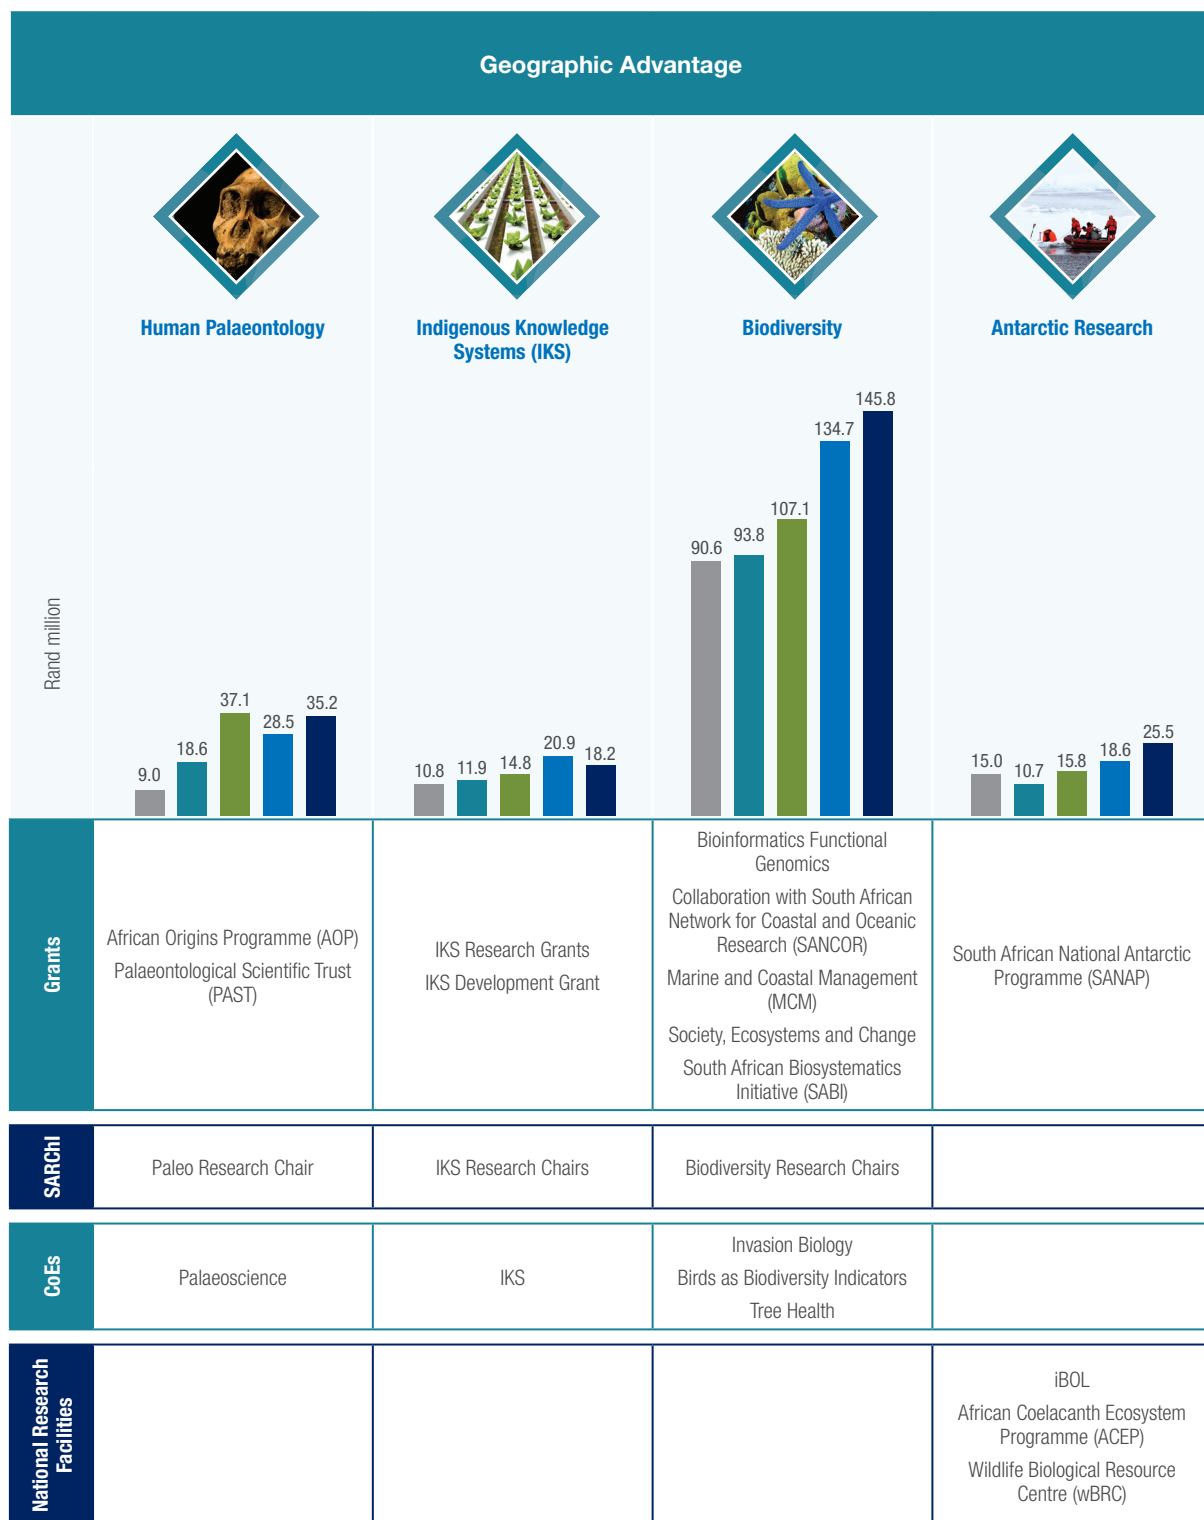 Geographic Advantage
Human Palaeontology
Indigenous Knowledge
Systems (IKS)
Biodiversity
Antarctic Research
Rand million
9.0
18.6
37.1
28.5
35.2
10.8
11.9
14.8
20.9
18.2
90.6
93.8
107.1
134.7
145.8
15.0
10.7
15.8
18.6
25.5
Grants
African Origins Programme (AOP)
Palaeontological Scientific Trust
(PAST)
IKS Research Grants
IKS Development Grant
Bioinformatics Functional
Genomics
Collaboration with South African
Network for Coastal and Oceanic
Research (SANCOR)
Marine and Coastal Management
(MCM)
Society, Ecosystems and Change
South African Biosystematics
Initiative (SABI)
South African National Antarctic
Programme (SANAP)
SARChI
Paleo Research Chair
IKS Research Chairs
Biodiversity Research Chairs
CoEs
Palaeoscience
IKS
Invasion Biology
Birds as Biodiversity Indicators
Tree Health
National Research
Facilities
iBOL
African Coelacanth Ecosystem
Programme (ACEP)
Wildlife Biological Resource
Centre (wBRC)